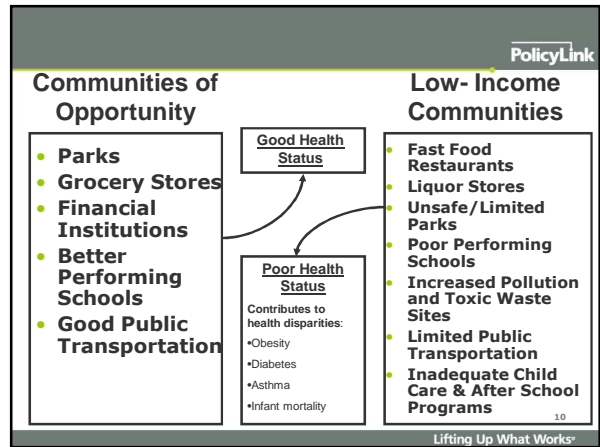 PolicyLink
Communities of
Opportunity
• Parks
• Grocery Stores
• Financial
Institutions
• Better
Performing
Schools
• Good Public
Transportation
Good Health
Status
Poor Health
Status
Contributes to
health disparities:
•Obesity
•Diabetes
•Asthma
•Infant mortality
Low- Income
Communities
• Fast Food
Restaurants
• Liquor Stores
• Unsafe/Limited
Parks
• Poor Performing
Schools
• Increased Pollution
and Toxic Waste
Sites
• Limited Public
Transportation
• Inadequate Child
Care & After School
Programs
10
Lifting Up What Works®